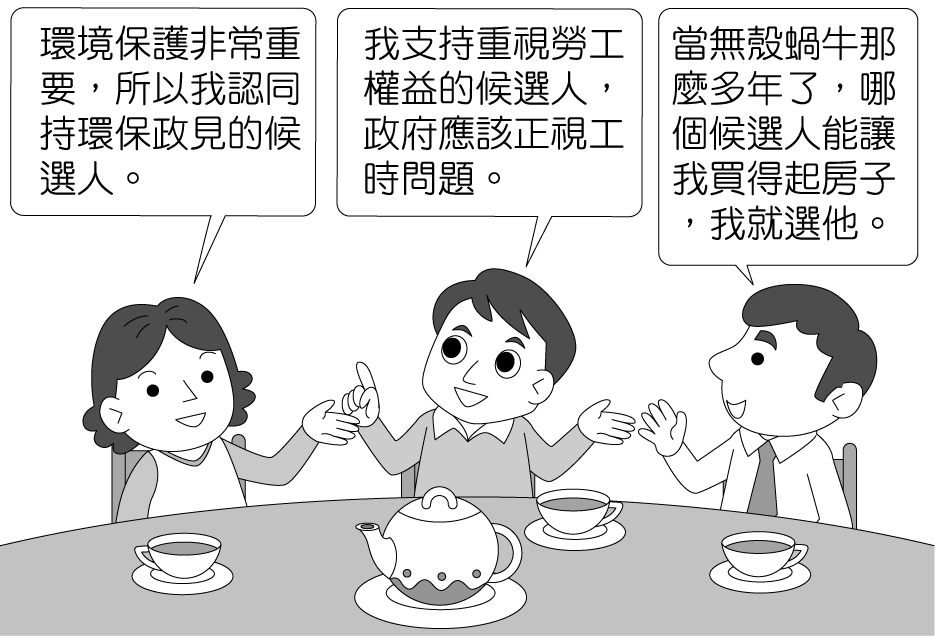 環境保護非常重
要，所以我認同
持環保政見的候
選人。
我支持重視勞工
權益的候選人，
政府應該正視工
時問題。
當無殼蝸牛那
麼多年了，哪
個候選人能讓
我買得起房子
，我就選他。